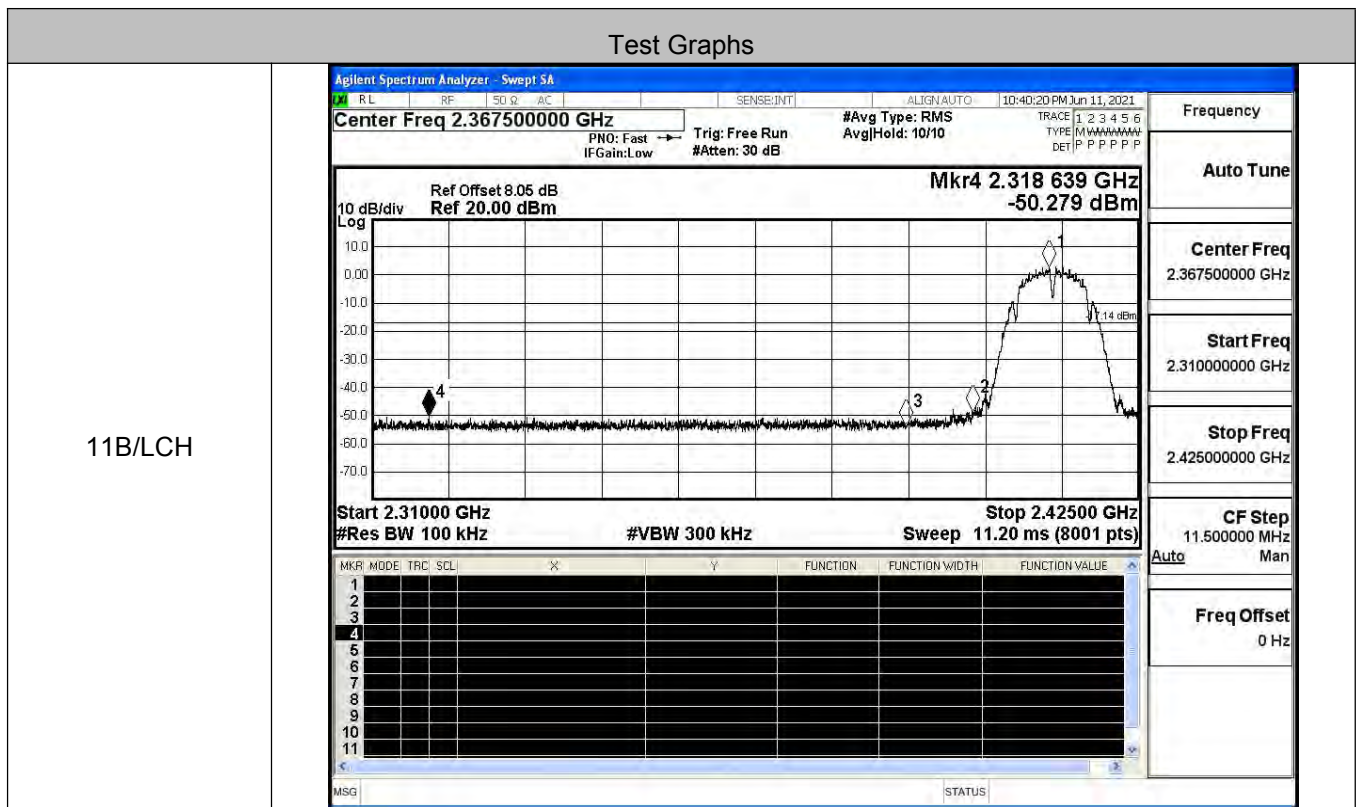 Test Graphs
11B/LCH
Agilent Spectrum Analyzer - Swept SA
RL RF 50 Ω AC SENSE:INT ALIGN AUTO 10:40:20 PM Jun 11, 2021
Center Freq 2.367500000 GHz
PNO: Fast
IFGain:Low
Trig: Free Run
#Atten: 30 dB
#Avg Type: RMS
Avg|Hold: 10/10
TRACE 1 2 3 4 5 6
TYPE M WWWWW
DET P P P P P P
Mkr4 2.318 639 GHz
-50.279 dBm
Ref Offset 8.05 dB
10 dB/div Ref 20.00 dBm
Log
10.0
0.00
-10.0
-20.0
-30.0
-40.0
-50.0
-60.0
-70.0
1
2
3
4
Start 2.31000 GHz Stop 2.42500 GHz
#Res BW 100 kHz #VBW 300 kHz Sweep 11.20 ms (8001 pts)
MKR MODE TRC SCL X Y FUNCTION FUNCTION WIDTH FUNCTION VALUE
1
2
3
4
5
6
7
8
9
10
11
MSG STATUS
Frequency
Auto Tune
Center Freq
2.367500000 GHz
Start Freq
2.310000000 GHz
Stop Freq
2.425000000 GHz
CF Step
11.500000 MHz
Auto Man
Freq Offset
0 Hz